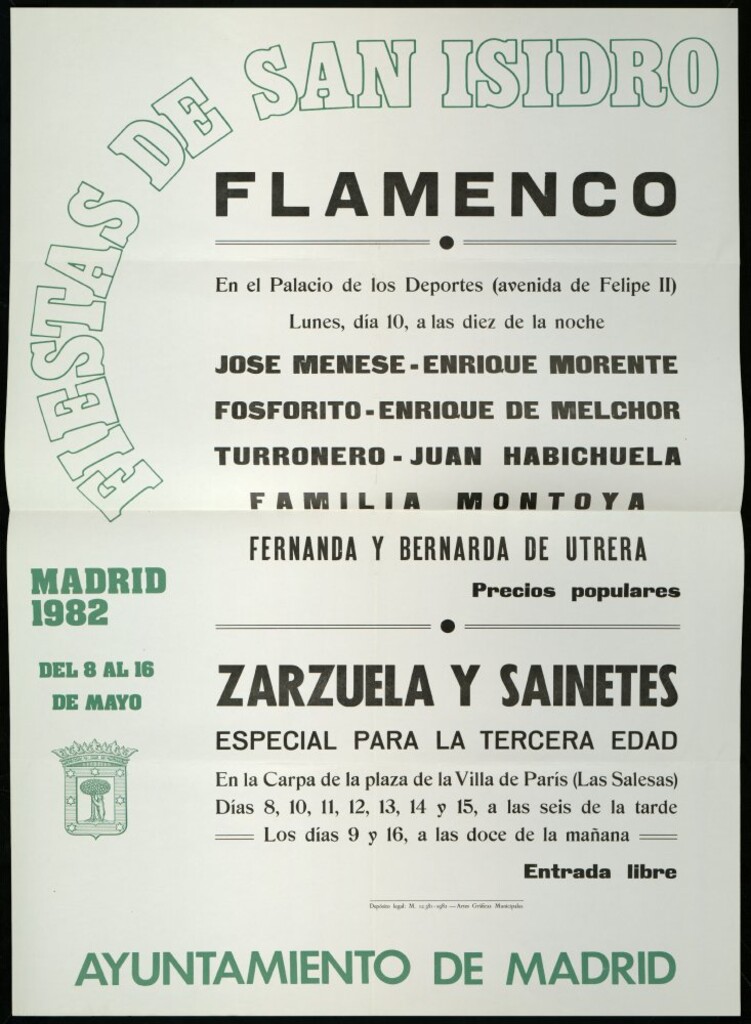 FIESTAS DE SAN ISIDRO
FLAMENCO
En el Palacio de los Deportes (avenida de Felipe II)
Lunes, día 10, a las diez de la noche
JOSE MENESE - ENRIQUE MORENTE
FOSFORITO - ENRIQUE DE MELCHOR
TURRONERO - JUAN HABICHUELA
FAMILIA MONTOYA
FERNANDA Y BERNARDA DE UTRERA
Precios populares
MADRID
1982
DEL 8 AL 16
DE MAYO
ZARZUELA Y SAINETES
ESPECIAL PARA LA TERCERA EDAD
En la Carpa de la plaza de la Villa de París (Las Salesas)
Días 8, 10, 11, 12, 13, 14 y 15, a las seis de la tarde
Los días 9 y 16, a las doce de la mañana
Entrada libre
Depósito legal: M. — Artes Gráficas Municipales
AYUNTAMIENTO DE MADRID